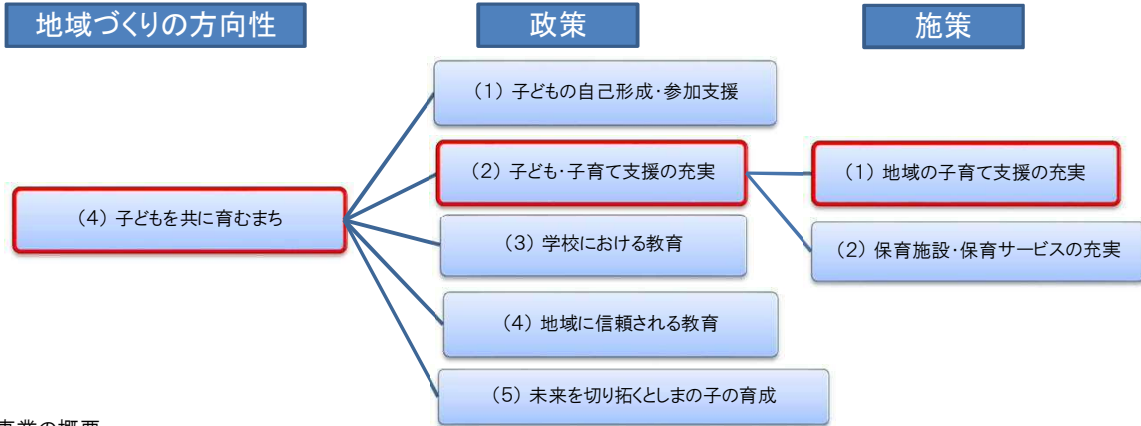 地域づくりの方向性
政策
施策
(1) 子どもの自己形成・参加支援
(2) 子ども・子育て支援の充実
(1) 地域の子育て支援の充実
(4) 子どもを共に育むまち
(3) 学校における教育
(2) 保育施設・保育サービスの充実
(4) 地域に信頼される教育
(5) 未来を切り拓くとしまの子の育成
事業の概要